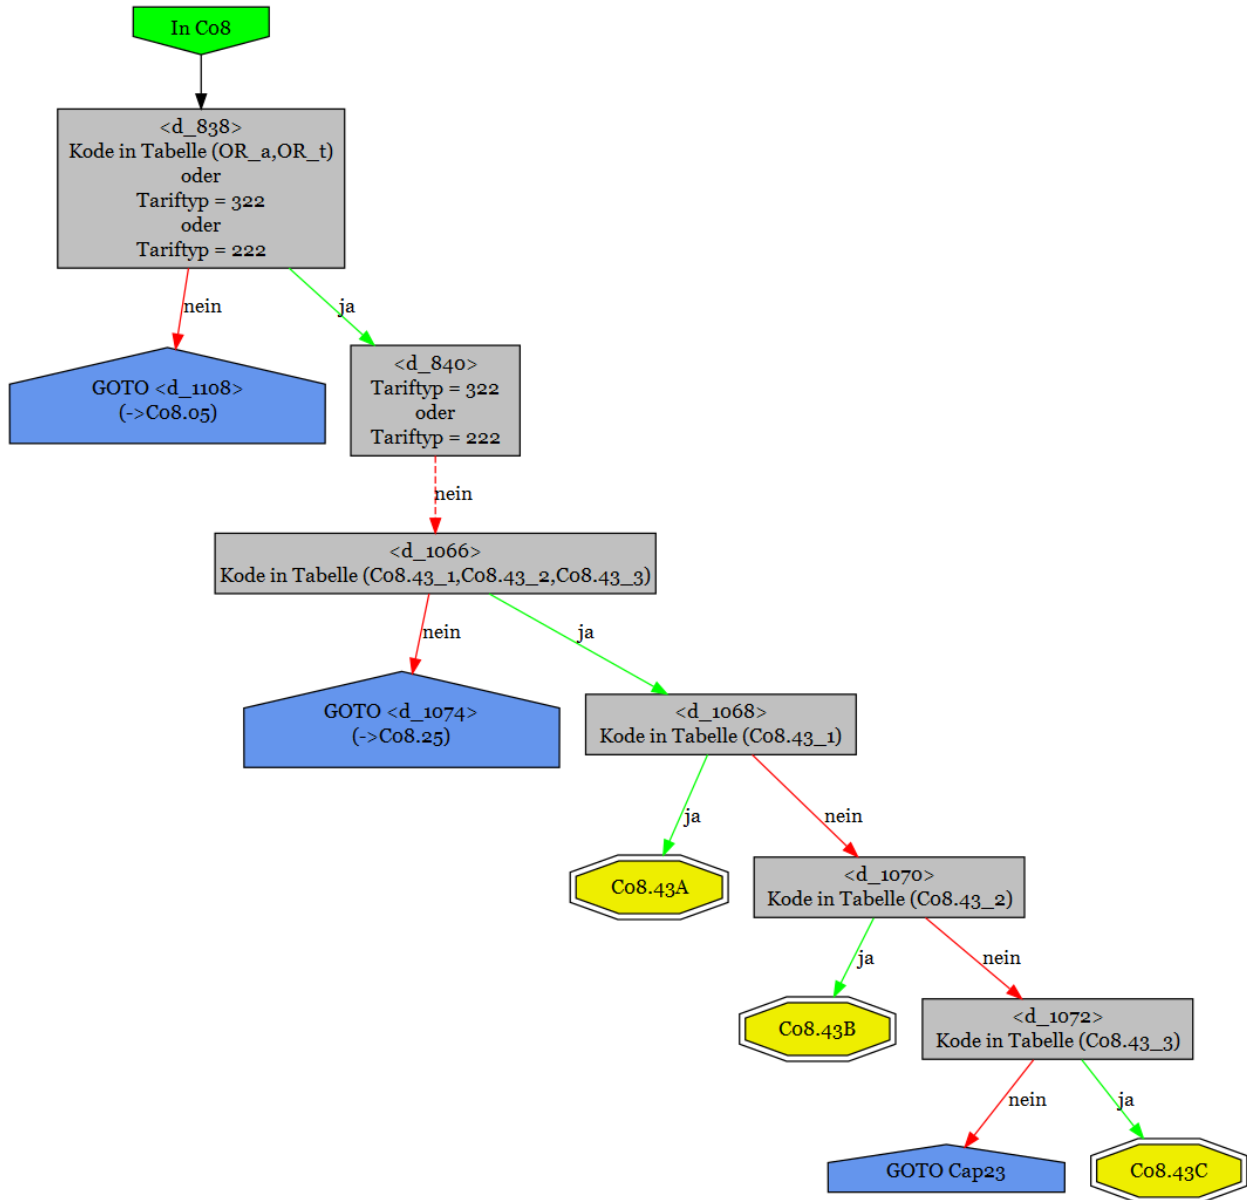 In C08
<d_838>
Kode in Tabelle (OR_a,OR_t)
oder
Tariftyp = 322
oder
Tariftyp = 222
nein
ja
GOTO <d_1108>
(->C08.05)
<d_840>
Tariftyp = 322
oder
Tariftyp = 222
nein
<d_1066>
Kode in Tabelle (C08.43_1,C08.43_2,C08.43_3)
nein
ja
GOTO <d_1074>
(->C08.25)
<d_1068>
Kode in Tabelle (C08.43_1)
ja
nein
C08.43A
<d_1070>
Kode in Tabelle (C08.43_2)
ja
nein
C08.43B
<d_1072>
Kode in Tabelle (C08.43_3)
nein
ja
GOTO Cap23
C08.43C